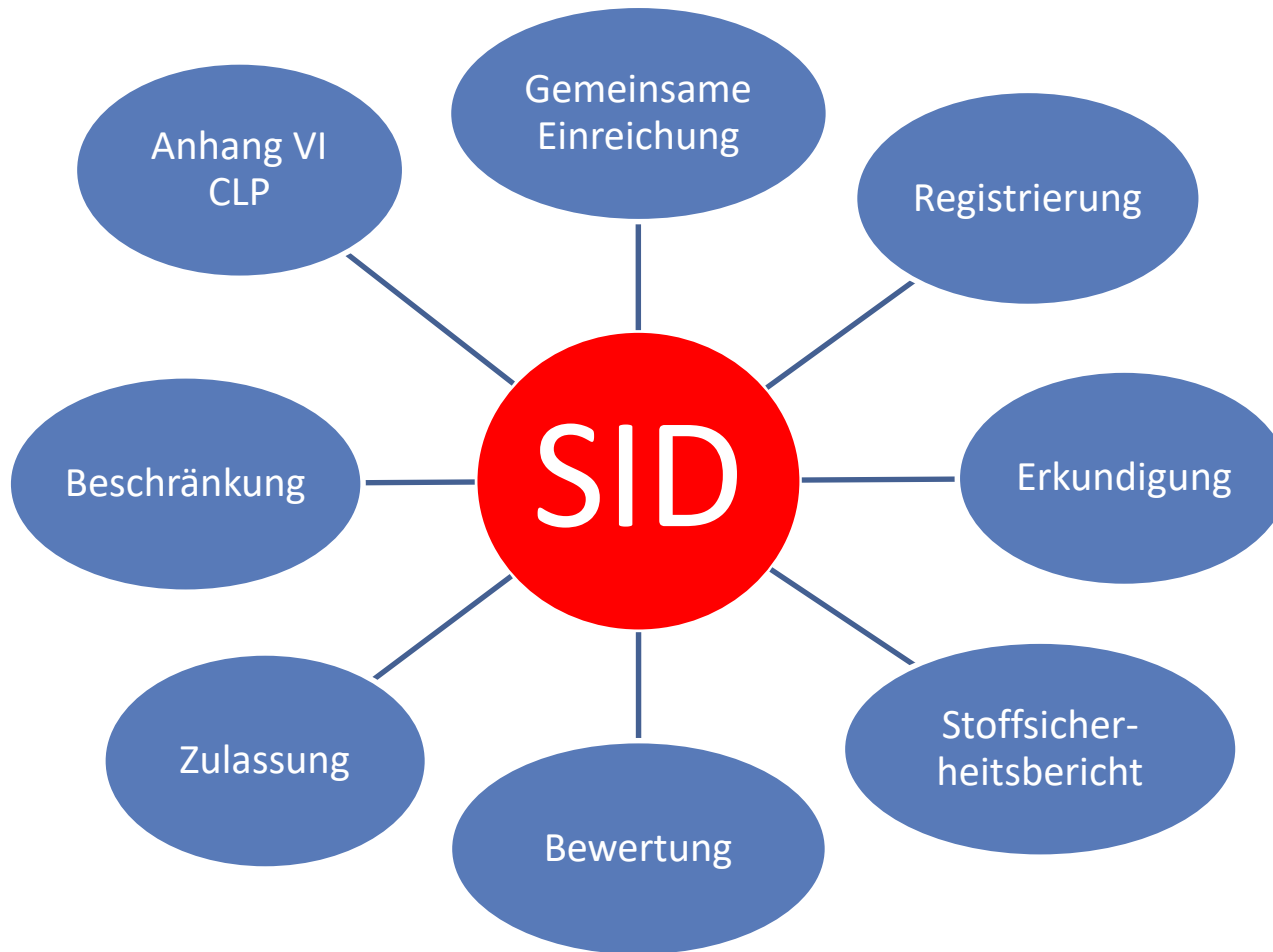 Gemeinsame
Einreichung
Anhang VI
CLP
Registrierung
SID
Beschränkung
Erkundigung
Stoffsicher-
heitsbericht
Zulassung
Bewertung